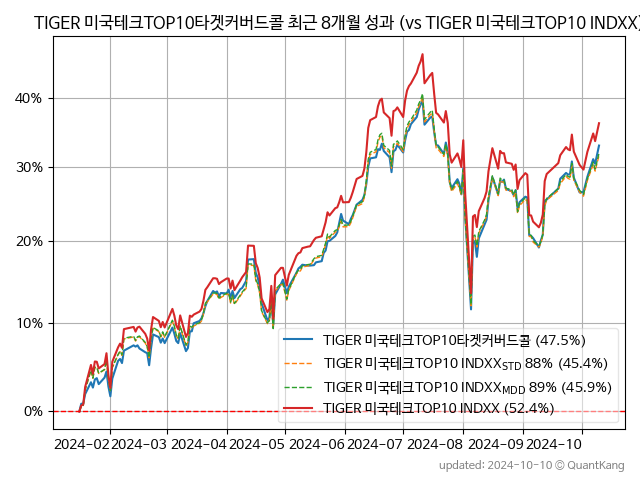 TIGER 미국테크TOP10타겟커버드콜 최근 8개월 성과 (vs TIGER 미국테크TOP10 INDXX)
40%
30%
20%
10%
0%
TIGER 미국테크TOP10타겟커버드콜 (47.5%)
TIGER 미국테크TOP10 INDXXSTD 88% (45.4%)
TIGER 미국테크TOP10 INDXXMDD 89% (45.9%)
TIGER 미국테크TOP10 INDXX (52.4%)
2024-02 2024-03 2024-04 2024-05 2024-06 2024-07 2024-08 2024-09 2024-10
updated: 2024-10-10 © QuantKang